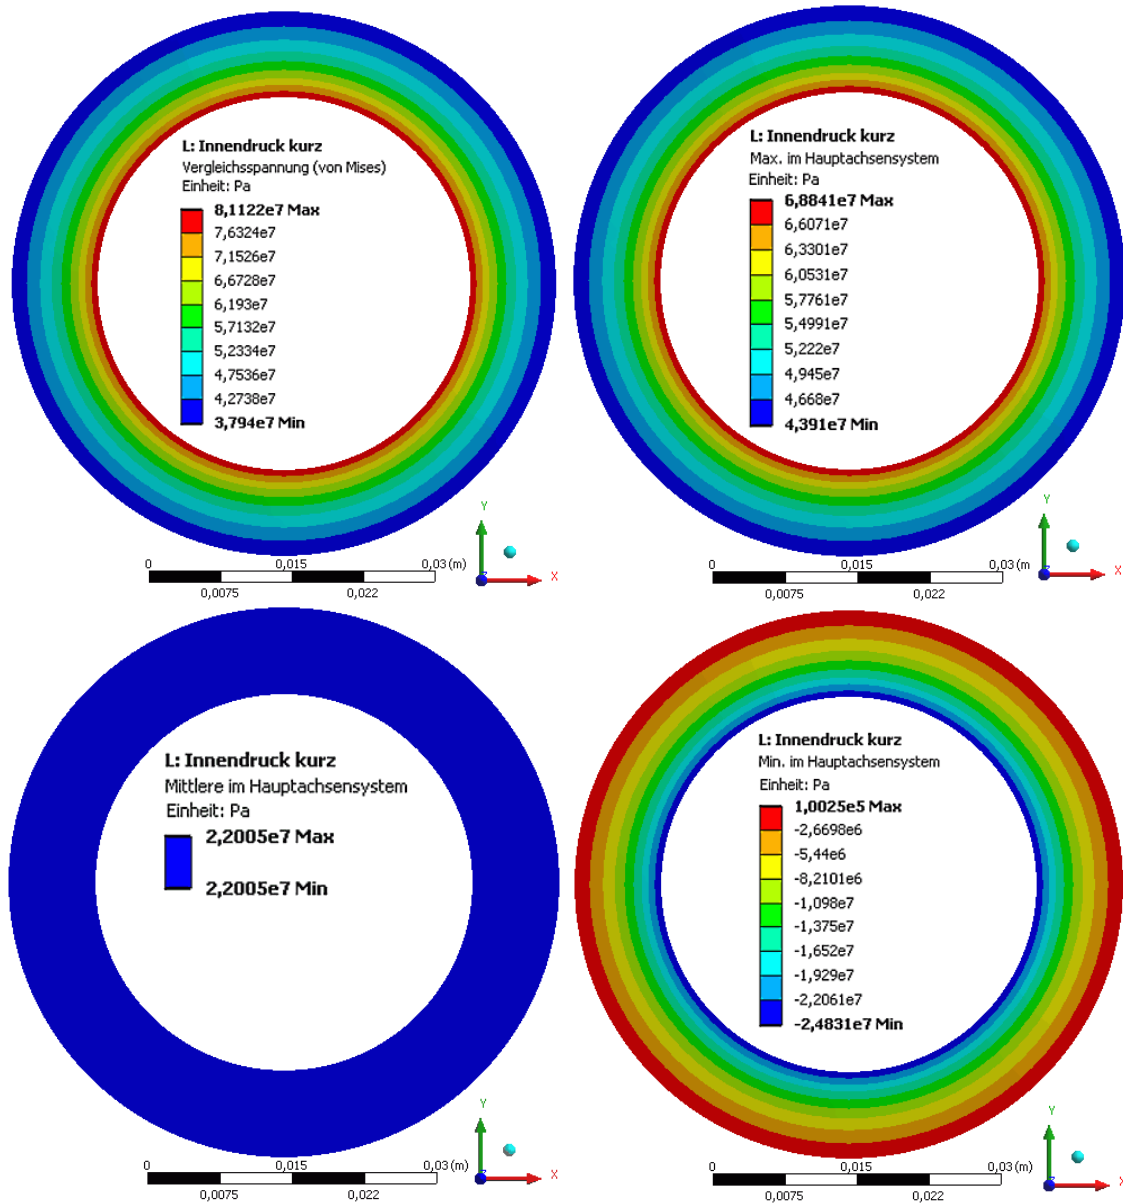 L: Innendruck kurz
Vergleichsspannung (von Mises)
Einheit: Pa
8,1122e7 Max
7,6324e7
7,1526e7
6,6728e7
6,193e7
5,7132e7
5,2334e7
4,7536e7
4,2738e7
3,794e7 Min
Y
X
0
0,015
0,03 (m)
0,0075
0,022
L: Innendruck kurz
Max. im Hauptachsensystem
Einheit: Pa
6,8841e7 Max
6,6071e7
6,3301e7
6,0531e7
5,7761e7
5,4991e7
5,222e7
4,945e7
4,668e7
4,391e7 Min
Y
X
0
0,015
0,03 (m)
0,0075
0,022
L: Innendruck kurz
Mittlere im Hauptachsensystem
Einheit: Pa
2,2005e7 Max
2,2005e7 Min
Y
X
0
0,015
0,03 (m)
0,0075
0,022
L: Innendruck kurz
Min. im Hauptachsensystem
Einheit: Pa
1,0025e5 Max
-2,6698e6
-5,44e6
-8,2101e6
-1,098e7
-1,375e7
-1,652e7
-1,929e7
-2,2061e7
-2,4831e7 Min
Y
X
0
0,015
0,03 (m)
0,0075
0,022